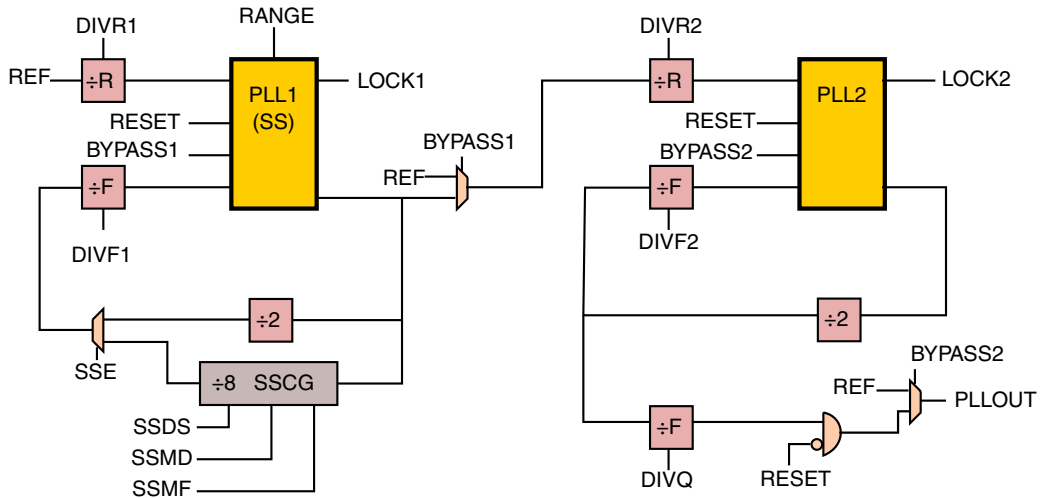 DIVR1
RANGE
DIVR2
REF
÷R
PLL1
(SS)
LOCK1
÷R
PLL2
LOCK2
RESET
RESET
BYPASS1
BYPASS1
BYPASS2
REF
÷F
÷F
DIVF1
DIVF2
÷2
÷2
SSE
÷8 SSCG
BYPASS2
REF
PLLOUT
SSDS
÷F
SSMD
RESET
DIVQ
SSMF